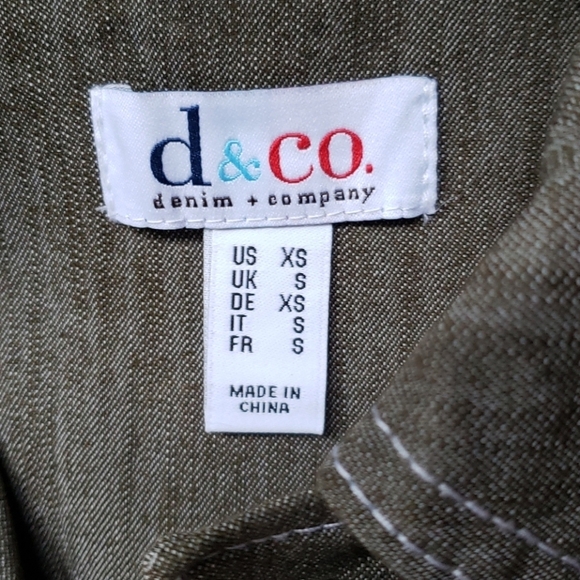 d&co.
denim + company
US XS
UK S
DE XS
IT S
FR S
MADE IN
CHINA